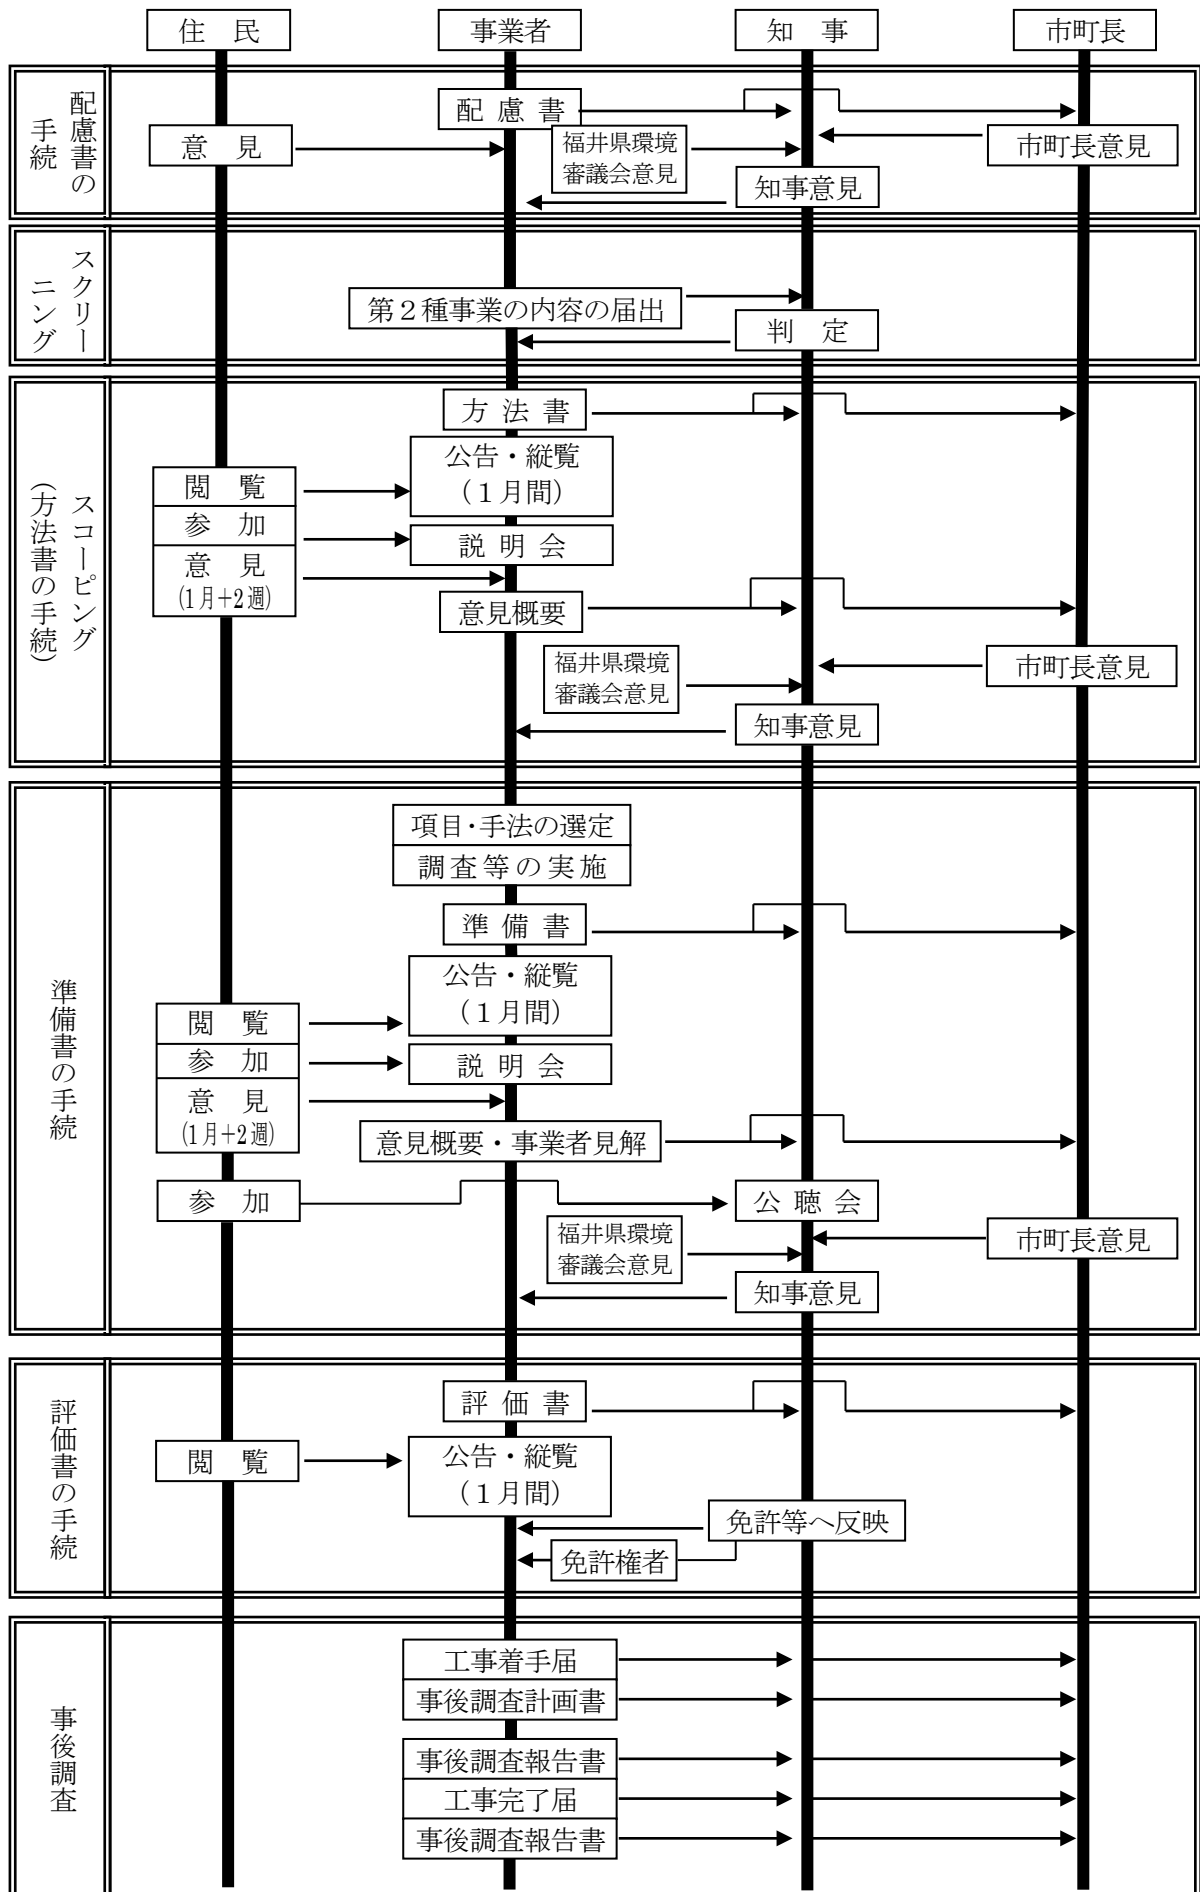 住　民
事業者
知　事
市町長
配慮書の
手続
配 慮 書
意　見
福井県環境
審議会意見
市町長意見
知事意見
スクリー
ニング
第２種事業の内容の届出
判　定
スコーピング
(方法書の手続)
方 法 書
公告・縦覧
(１月間)
閲　覧
参　加
説 明 会
意　見
(1月+2週)
意見概要
福井県環境
審議会意見
市町長意見
知事意見
準備書の手続
項目・手法の選定
調査等の実施
準 備 書
公告・縦覧
(１月間)
閲　覧
参　加
説 明 会
意　見
(1月+2週)
意見概要・事業者見解
参　加
公 聴 会
福井県環境
審議会意見
市町長意見
知事意見
評価書の手続
評 価 書
閲　覧
公告・縦覧
(１月間)
免許等へ反映
免許権者
事後調査
工事着手届
事後調査計画書
事後調査報告書
工事完了届
事後調査報告書